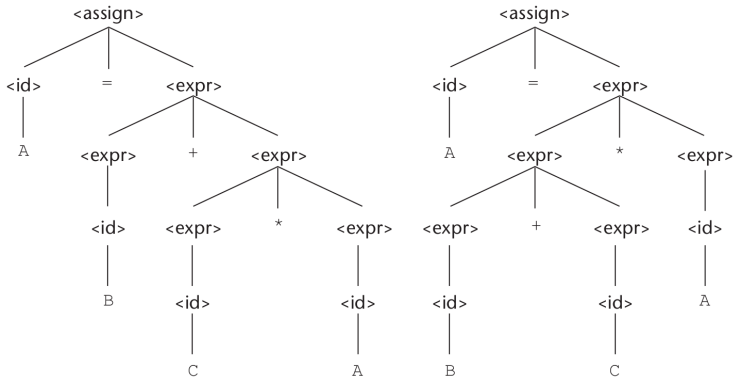 <assign> <assign>
<id> = <expr> <id> = <expr>
A <expr> + <expr> A <expr> * <expr>
<id> <expr> * <expr> <expr> + <expr> <id>
B <id> <id> <id> <id> A
C A B C